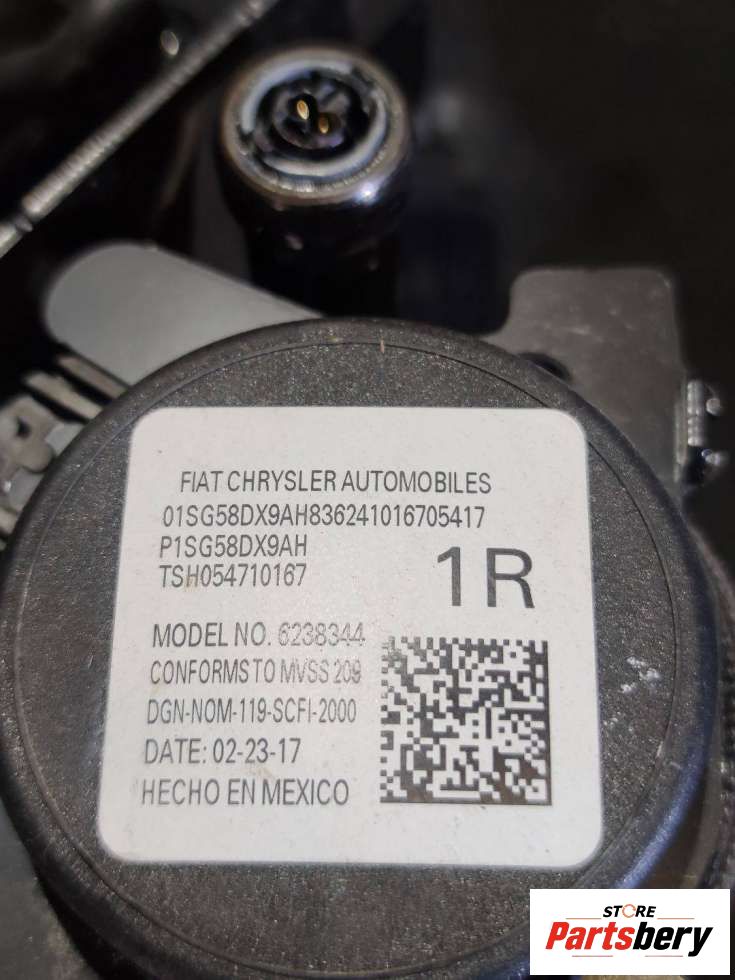 FIAT CHRYSLER AUTOMOBILES
01SG58DX9AH836241016705417
P1SG58DX9AH
TSH054710167
1R
MODEL NO. 6238344
CONFORMS TO MVSS 209
DGN-NOM-119-SCFI-2000
DATE: 02-23-17
HECHO EN MEXICO
STORE
Partsbery